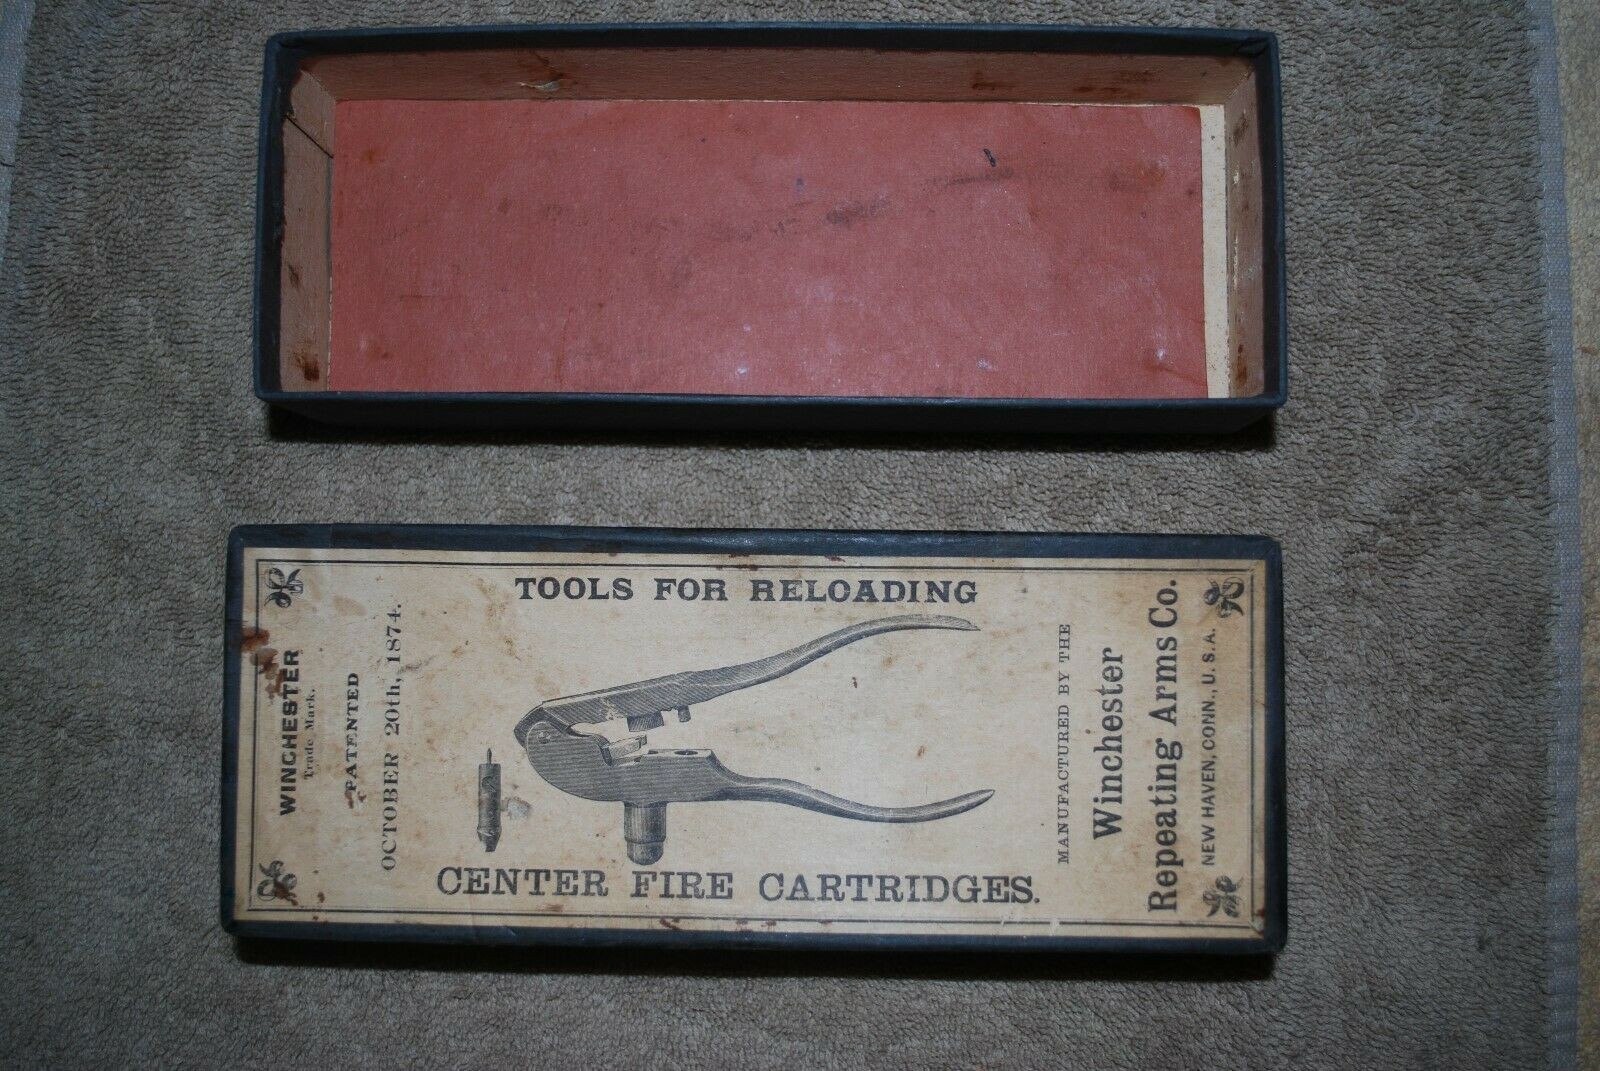 TOOLS FOR RELOADING
CENTER FIRE CARTRIDGES.
WINCHESTER
Trade Mark.
PATENTED
OCTOBER 20th, 1874.
MANUFACTURED BY THE
Winchester
Repeating Arms Co.
NEW HAVEN, CONN., U. S. A.